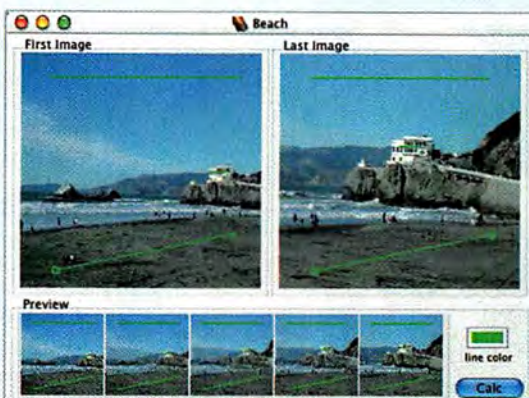 Beach
First Image
Last Image
Preview
line color
Calc